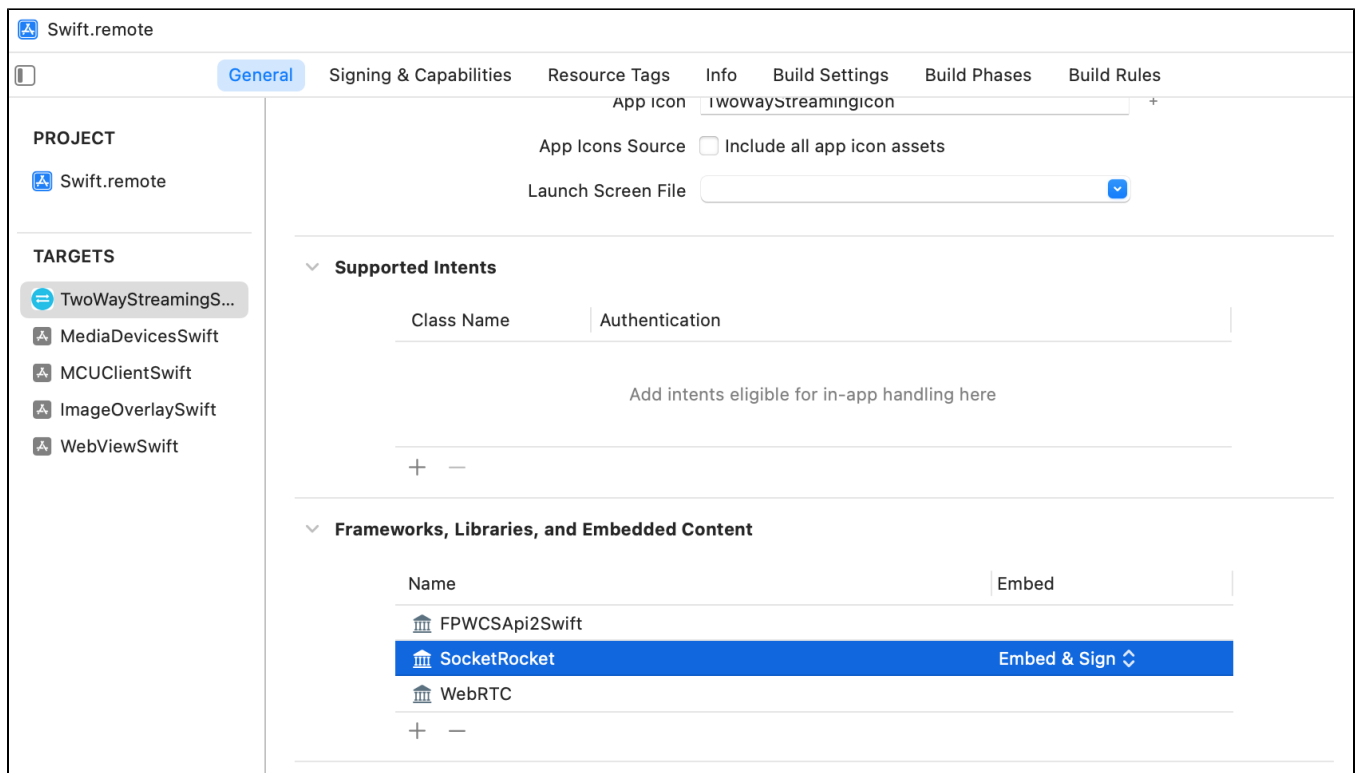 Swift.remote
General Signing & Capabilities Resource Tags Info Build Settings Build Phases Build Rules
App Icon TwoWayStreamingIcon +
PROJECT
App Icons Source Include all app icon assets
Swift.remote
Launch Screen File
TARGETS
Supported Intents
TwoWayStreamingS...
Class Name Authentication
MediaDevicesSwift
MCUClientSwift
Add intents eligible for in-app handling here
ImageOverlaySwift
WebViewSwift
+ −
Frameworks, Libraries, and Embedded Content
Name Embed
FPWCSApi2Swift
SocketRocket Embed & Sign
WebRTC
+ −